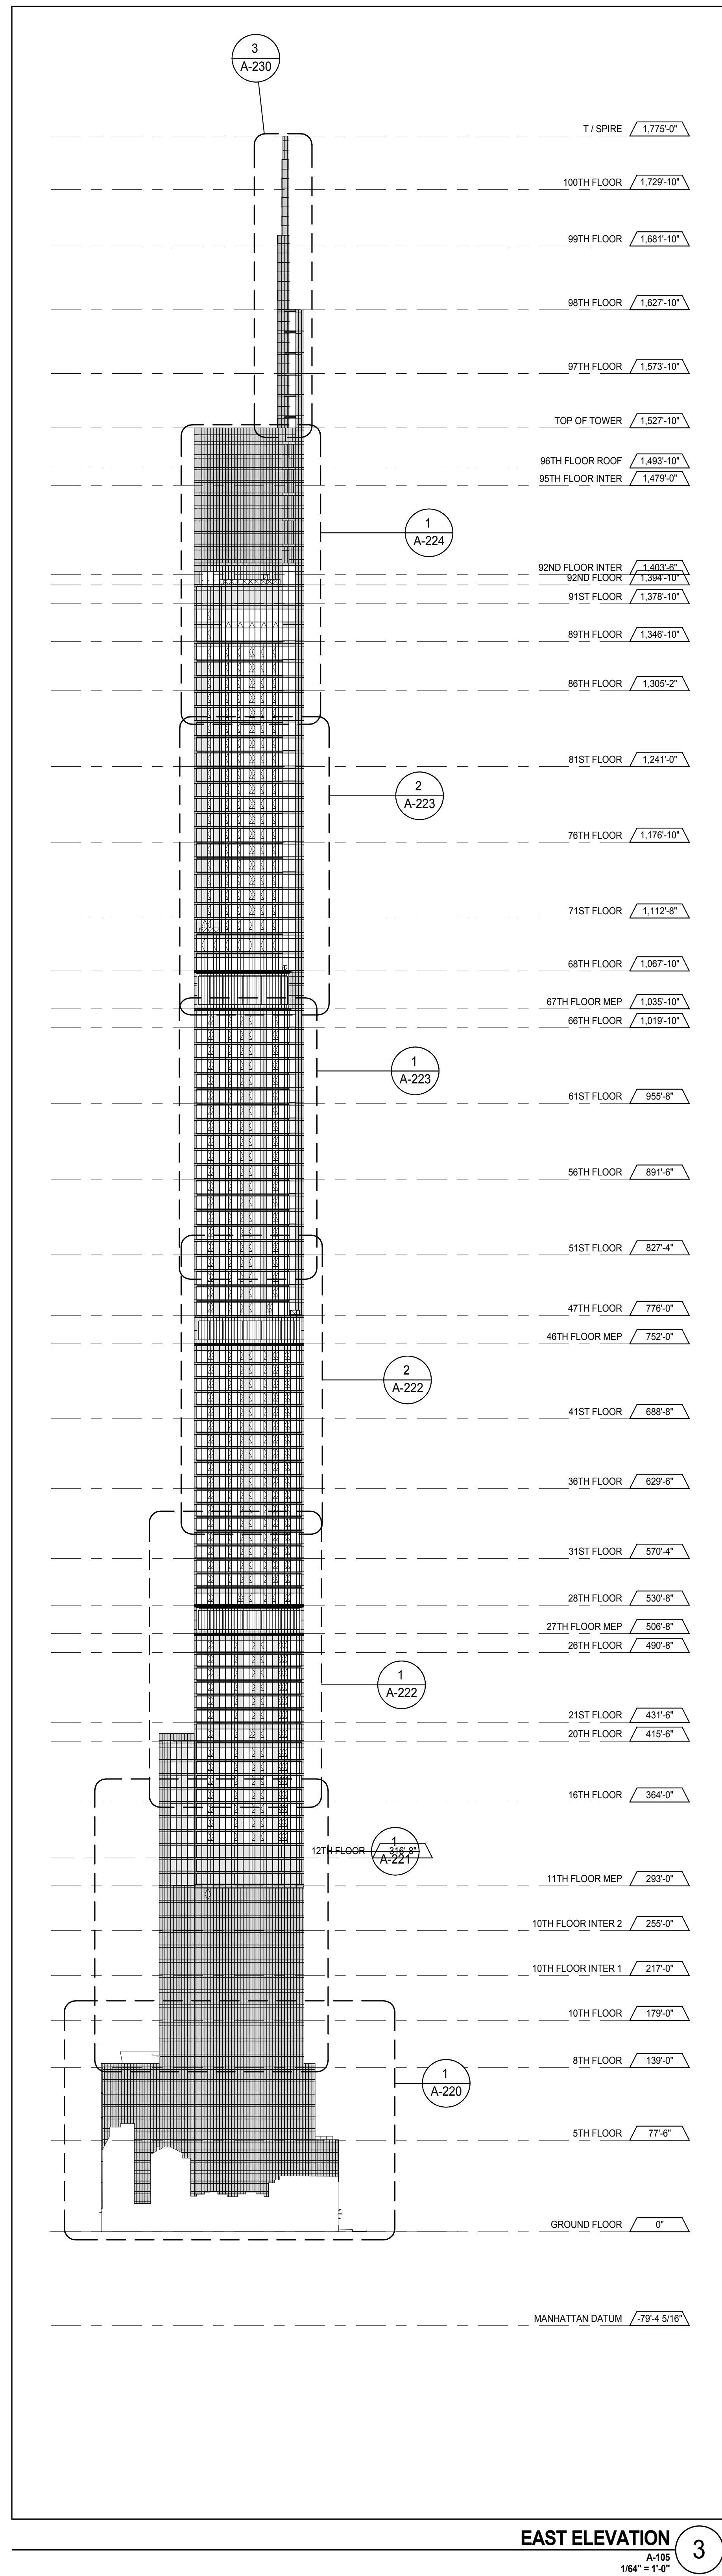 3
A-230
T / SPIRE 1,775'-0"
100TH FLOOR 1,729'-10"
99TH FLOOR 1,681'-10"
98TH FLOOR 1,627'-10"
97TH FLOOR 1,573'-10"
TOP OF TOWER 1,527'-10"
96TH FLOOR ROOF 1,493'-10"
95TH FLOOR INTER 1,479'-0"
1
A-224
92ND FLOOR INTER 1,403'-6"
92ND FLOOR 1,394'-10"
91ST FLOOR 1,378'-10"
89TH FLOOR 1,346'-10"
86TH FLOOR 1,305'-2"
81ST FLOOR 1,241'-0"
2
A-223
76TH FLOOR 1,176'-10"
71ST FLOOR 1,112'-8"
68TH FLOOR 1,067'-10"
67TH FLOOR MEP 1,035'-10"
66TH FLOOR 1,019'-10"
1
A-223
61ST FLOOR 955'-8"
56TH FLOOR 891'-6"
51ST FLOOR 827'-4"
47TH FLOOR 776'-0"
46TH FLOOR MEP 752'-0"
2
A-222
41ST FLOOR 688'-8"
36TH FLOOR 629'-6"
31ST FLOOR 570'-4"
28TH FLOOR 530'-8"
27TH FLOOR MEP 506'-8"
26TH FLOOR 490'-8"
1
A-222
21ST FLOOR 431'-6"
20TH FLOOR 415'-6"
16TH FLOOR 364'-0"
1
12TH FLOOR 316'-8"
A-221
11TH FLOOR MEP 293'-0"
10TH FLOOR INTER 2 255'-0"
10TH FLOOR INTER 1 217'-0"
10TH FLOOR 179'-0"
8TH FLOOR 139'-0"
1
A-220
5TH FLOOR 77'-6"
GROUND FLOOR 0"
MANHATTAN DATUM -79'-4 5/16"
EAST ELEVATION
3
A-105
1/64" = 1'-0"